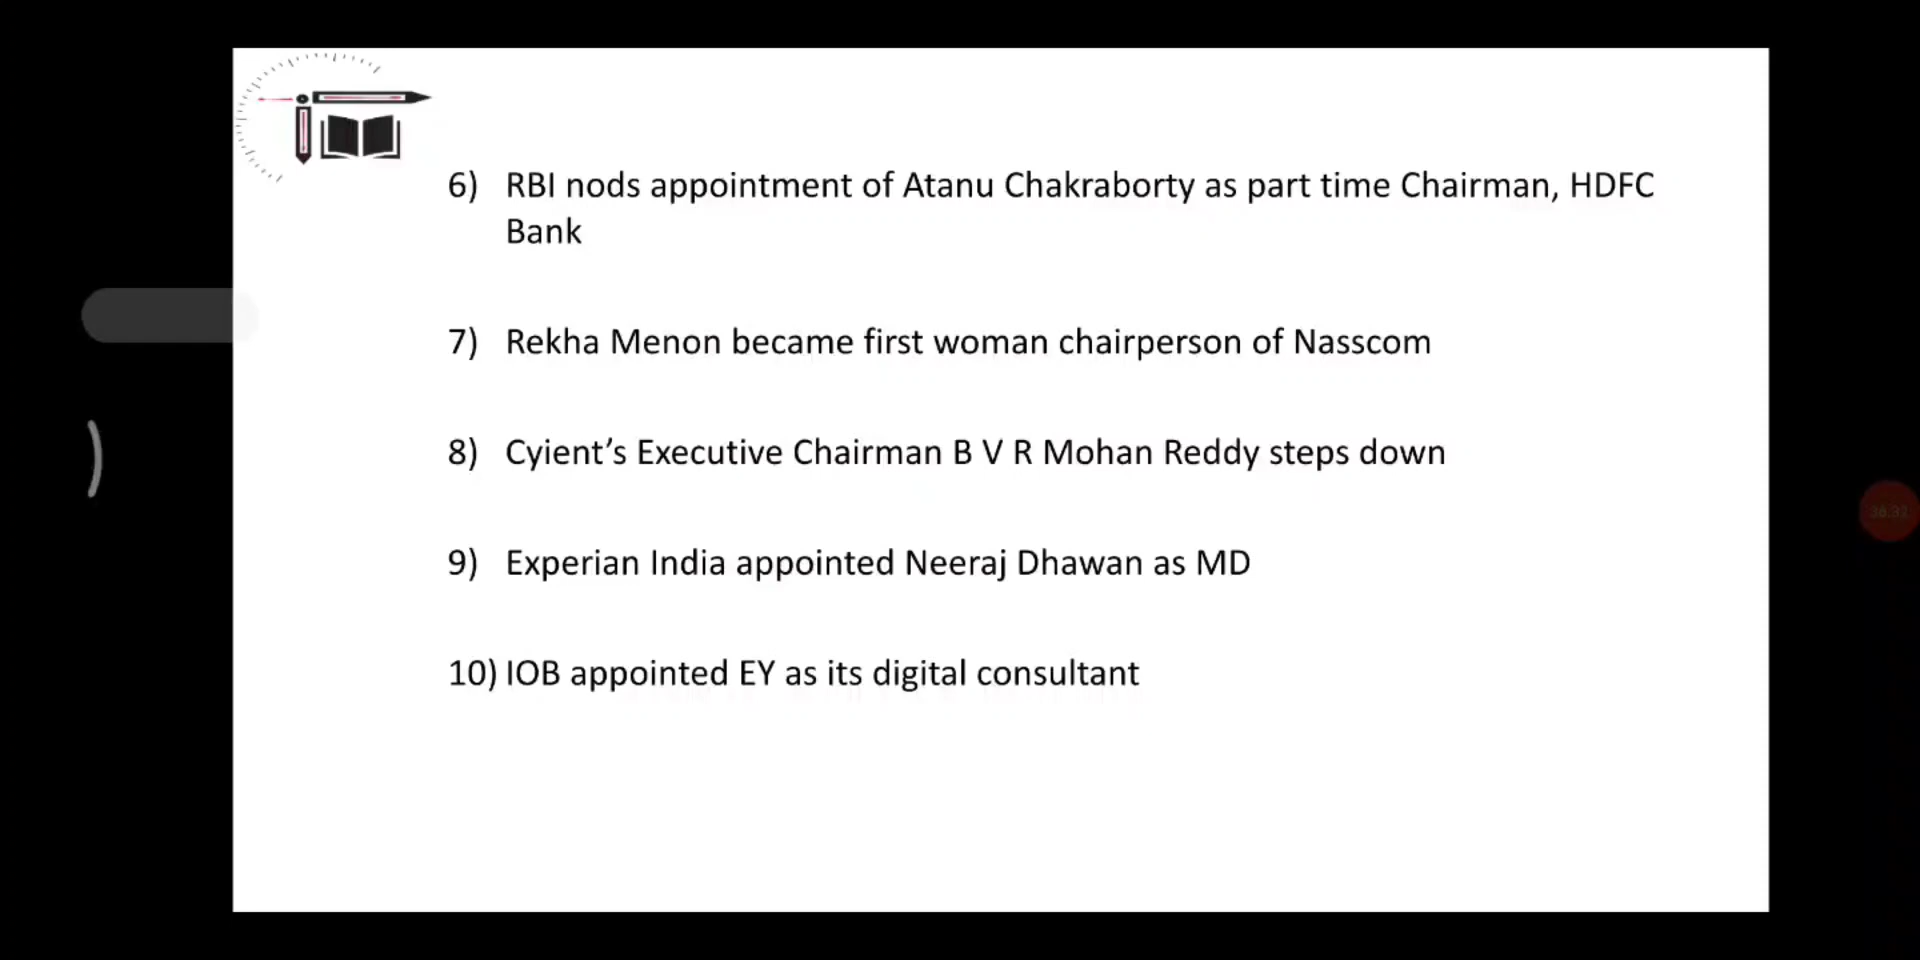 6) RBI nods appointment of Atanu Chakraborty as part time Chairman, HDFC
Bank
7) Rekha Menon became first woman chairperson of Nasscom
8) Cyient’s Executive Chairman B V R Mohan Reddy steps down
9) Experian India appointed Neeraj Dhawan as MD
10) IOB appointed EY as its digital consultant